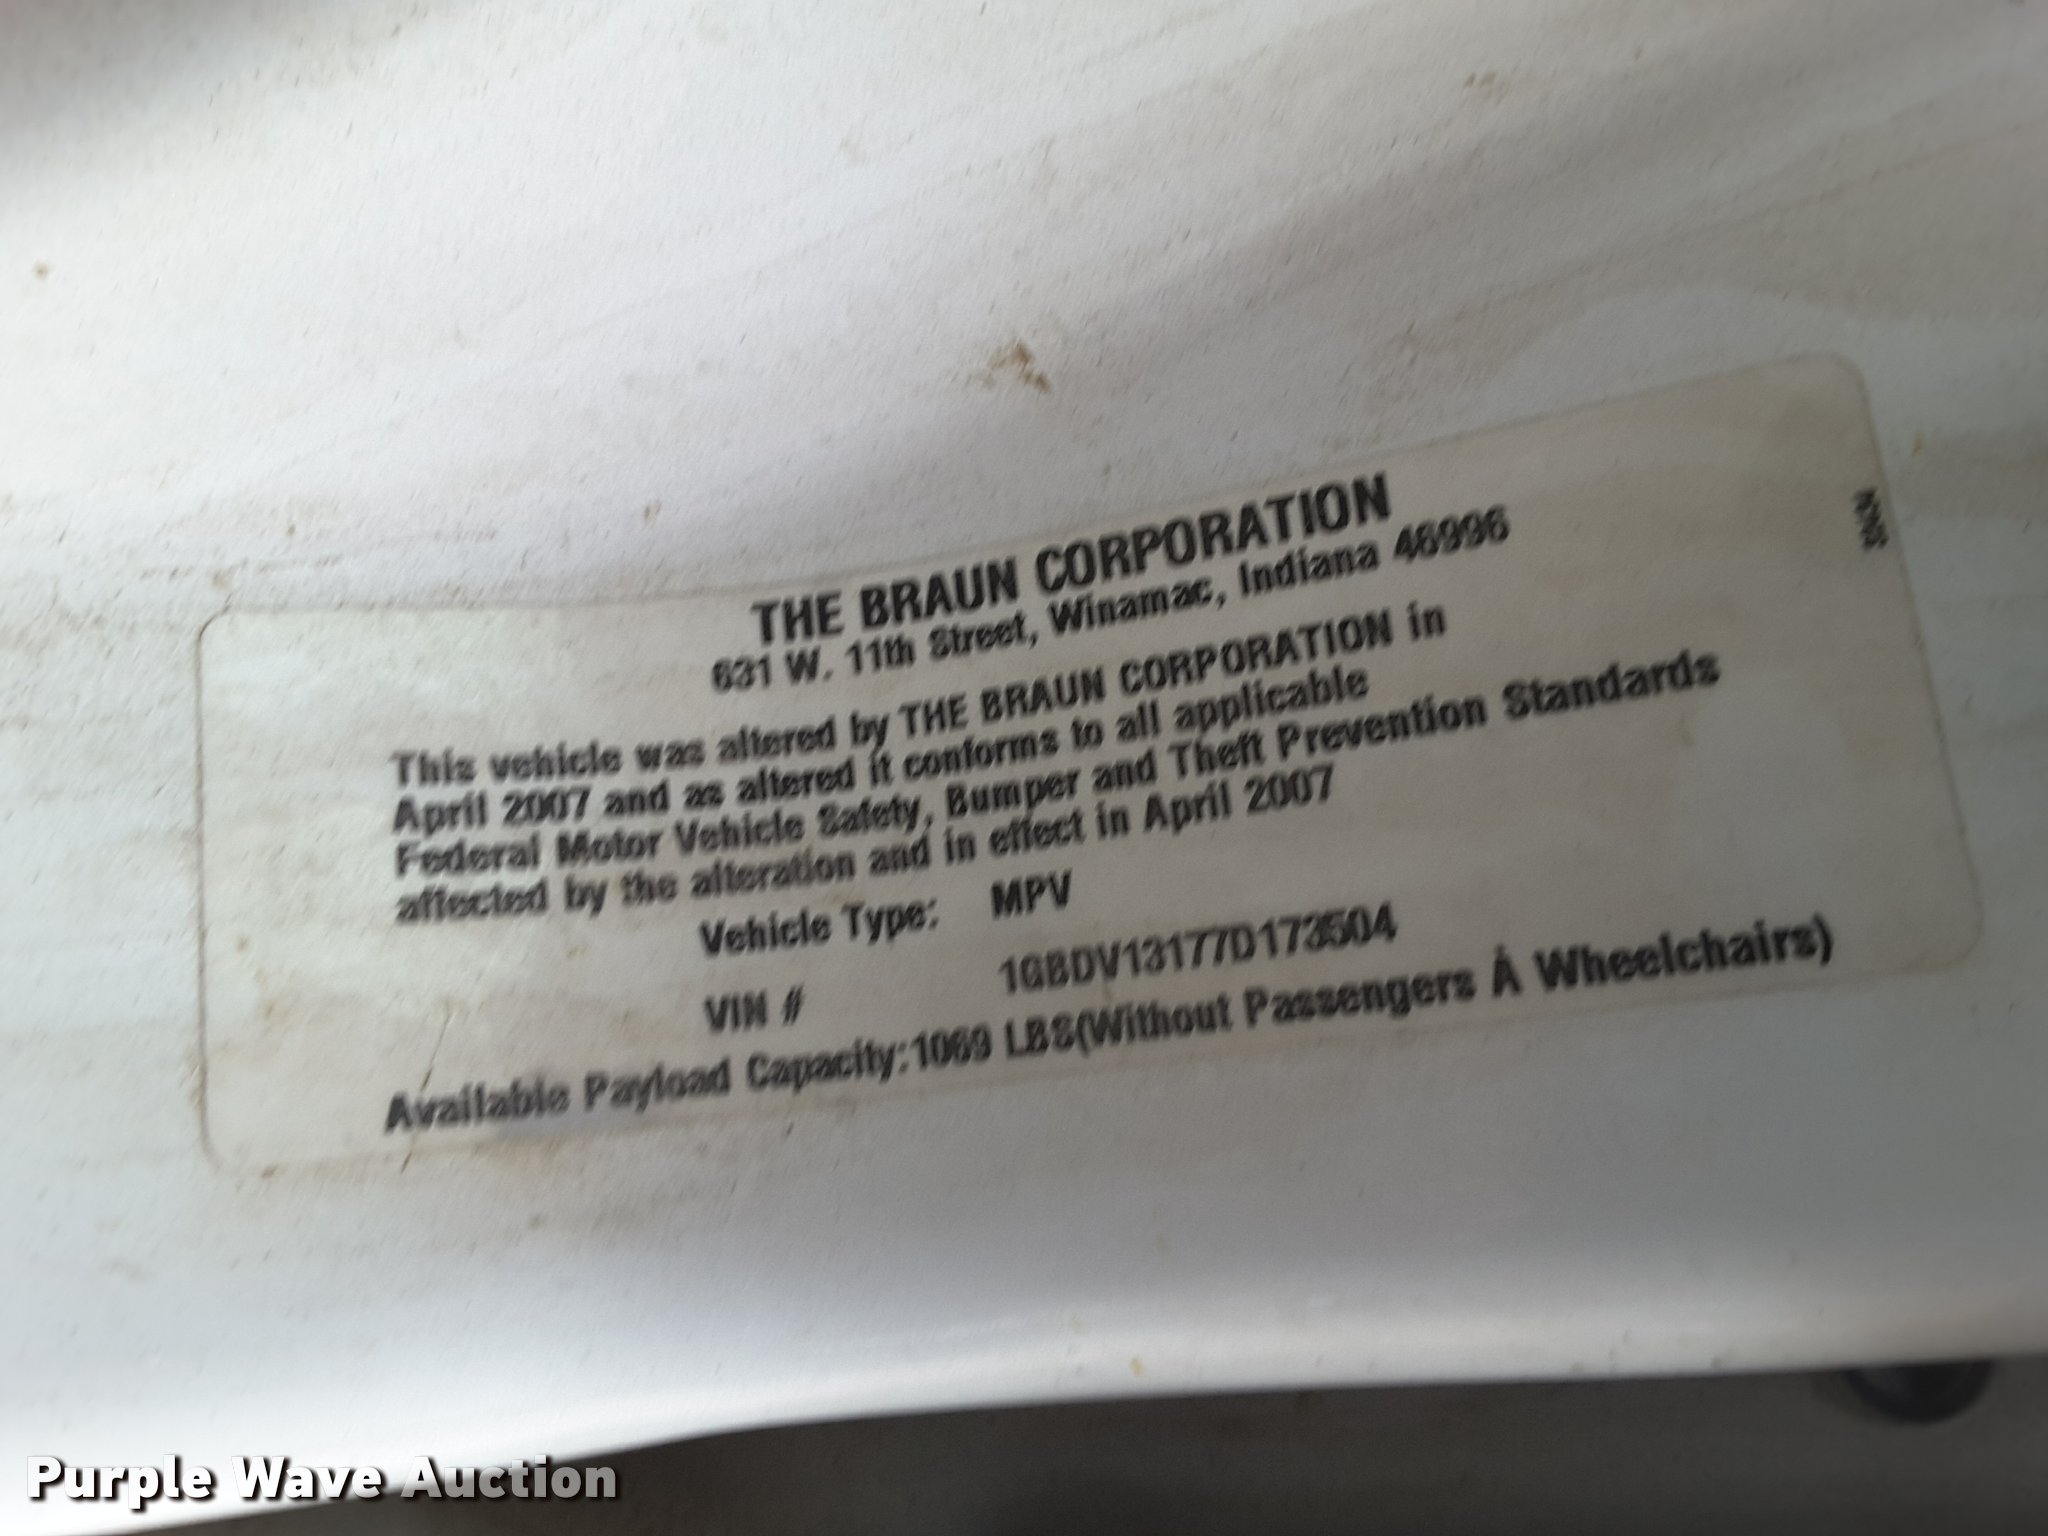 THE BRAUN CORPORATION
631 W. 11th Street, Winamac, Indiana 46996
This vehicle was altered by THE BRAUN CORPORATION in
April 2007 and as altered it conforms to all applicable
Federal Motor Vehicle Safety, Bumper and Theft Prevention Standards
affected by the alteration and in effect in April 2007
Vehicle Type: MPV
VIN # 1GBDV13177D173504
Available Payload Capacity:1069 LBS(Without Passengers À Wheelchairs)
Purple Wave Auction